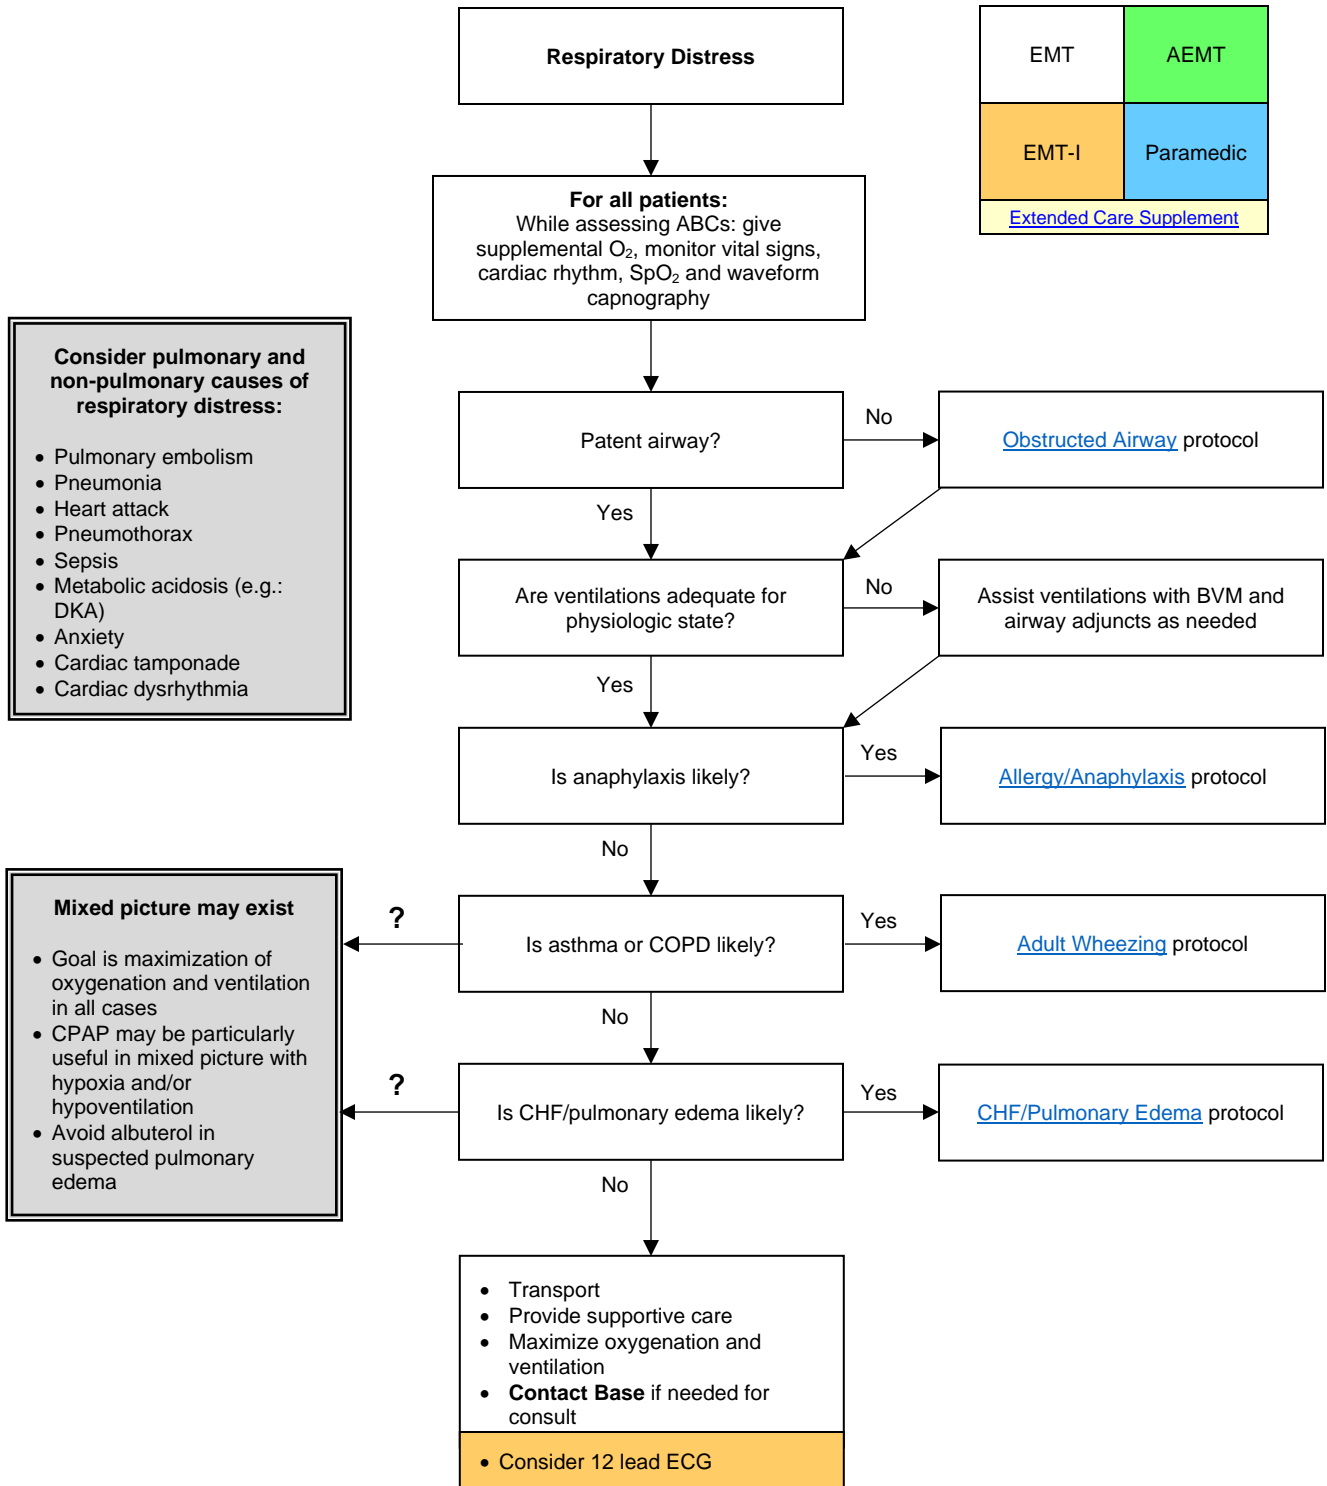 Respiratory Distress
EMT
AEMT
EMT-I
Paramedic
Extended Care Supplement
For all patients:
While assessing ABCs: give
supplemental O₂, monitor vital signs,
cardiac rhythm, SpO₂ and waveform
capnography
Consider pulmonary and
non-pulmonary causes of
respiratory distress:
• Pulmonary embolism
• Pneumonia
• Heart attack
• Pneumothorax
• Sepsis
• Metabolic acidosis (e.g.:
DKA)
• Anxiety
• Cardiac tamponade
• Cardiac dysrhythmia
Patent airway?
No
Obstructed Airway protocol
Yes
Are ventilations adequate for
physiologic state?
No
Assist ventilations with BVM and
airway adjuncts as needed
Yes
Is anaphylaxis likely?
Yes
Allergy/Anaphylaxis protocol
No
Mixed picture may exist
• Goal is maximization of
oxygenation and ventilation
in all cases
• CPAP may be particularly
useful in mixed picture with
hypoxia and/or
hypoventilation
• Avoid albuterol in
suspected pulmonary
edema
?
Is asthma or COPD likely?
Yes
Adult Wheezing protocol
No
?
Is CHF/pulmonary edema likely?
Yes
CHF/Pulmonary Edema protocol
No
• Transport
• Provide supportive care
• Maximize oxygenation and
ventilation
• Contact Base if needed for
consult
• Consider 12 lead ECG